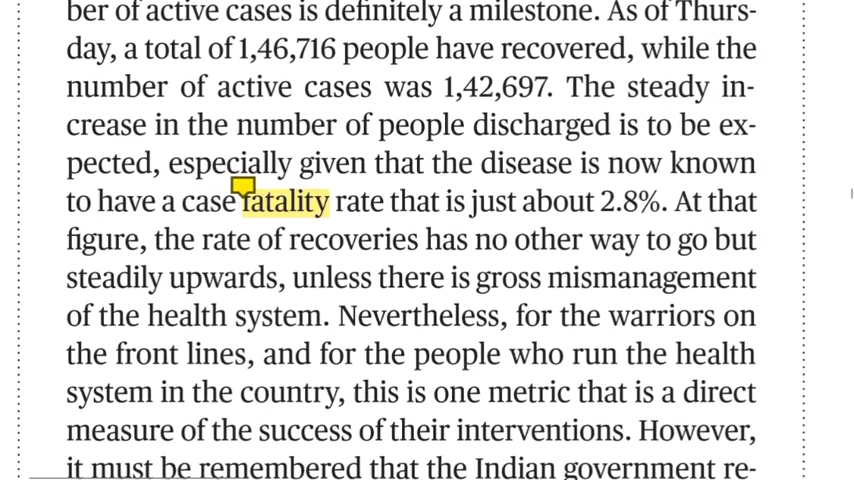 ber of active cases is definitely a milestone. As of Thurs-
day, a total of 1,46,716 people have recovered, while the
number of active cases was 1,42,697. The steady in-
crease in the number of people discharged is to be ex-
pected, especially given that the disease is now known
to have a case fatality rate that is just about 2.8%. At that
figure, the rate of recoveries has no other way to go but
steadily upwards, unless there is gross mismanagement
of the health system. Nevertheless, for the warriors on
the front lines, and for the people who run the health
system in the country, this is one metric that is a direct
measure of the success of their interventions. However,
it must be remembered that the Indian government re-